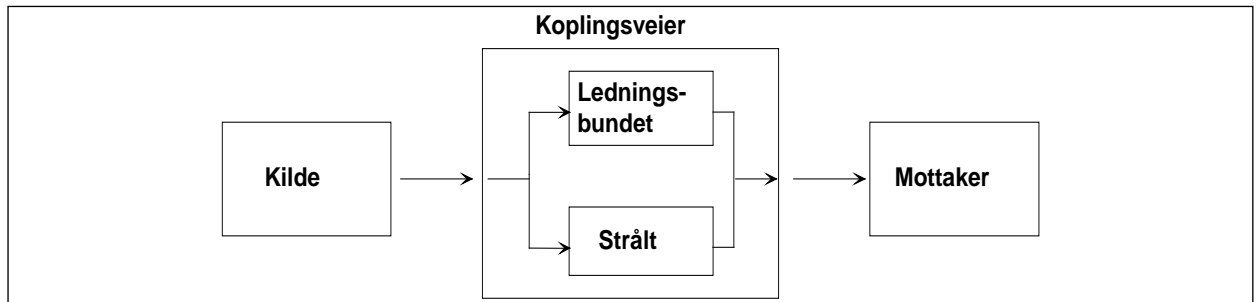 Koplingsveier
Lednings-
bundet
Kilde
Mottaker
Strålt